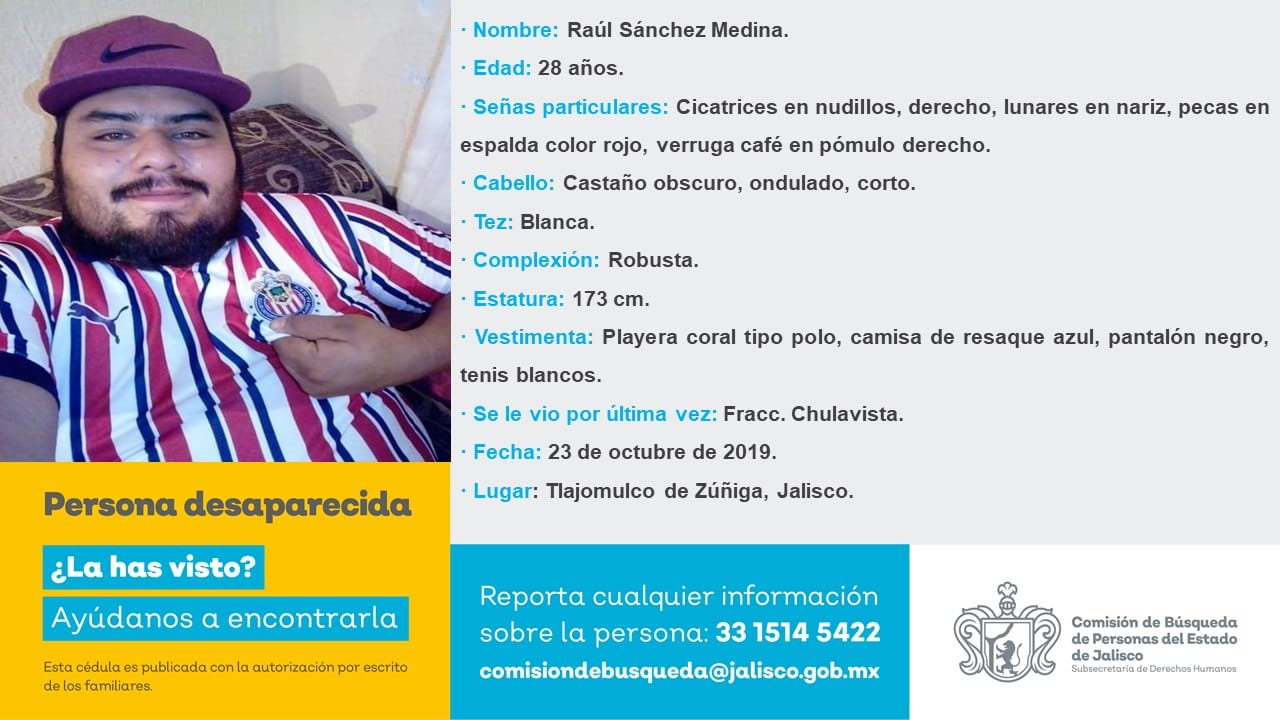 · Nombre: Raúl Sánchez Medina.
· Edad: 28 años.
· Señas particulares: Cicatrices en nudillos, derecho, lunares en nariz, pecas en
espalda color rojo, verruga café en pómulo derecho.
· Cabello: Castaño obscuro, ondulado, corto.
· Tez: Blanca.
· Complexión: Robusta.
· Estatura: 173 cm.
· Vestimenta: Playera coral tipo polo, camisa de resaque azul, pantalón negro,
tenis blancos.
· Se le vio por última vez: Fracc. Chulavista.
· Fecha: 23 de octubre de 2019.
· Lugar: Tlajomulco de Zúñiga, Jalisco.
Persona desaparecida
¿La has visto?
Ayúdanos a encontrarla
Esta cédula es publicada con la autorización por escrito
de los familiares.
Reporta cualquier información
sobre la persona: 33 1514 5422
comisiondebusqueda@jalisco.gob.mx
Comisión de Búsqueda
de Personas del Estado
de Jalisco
Subsecretaría de Derechos Humanos